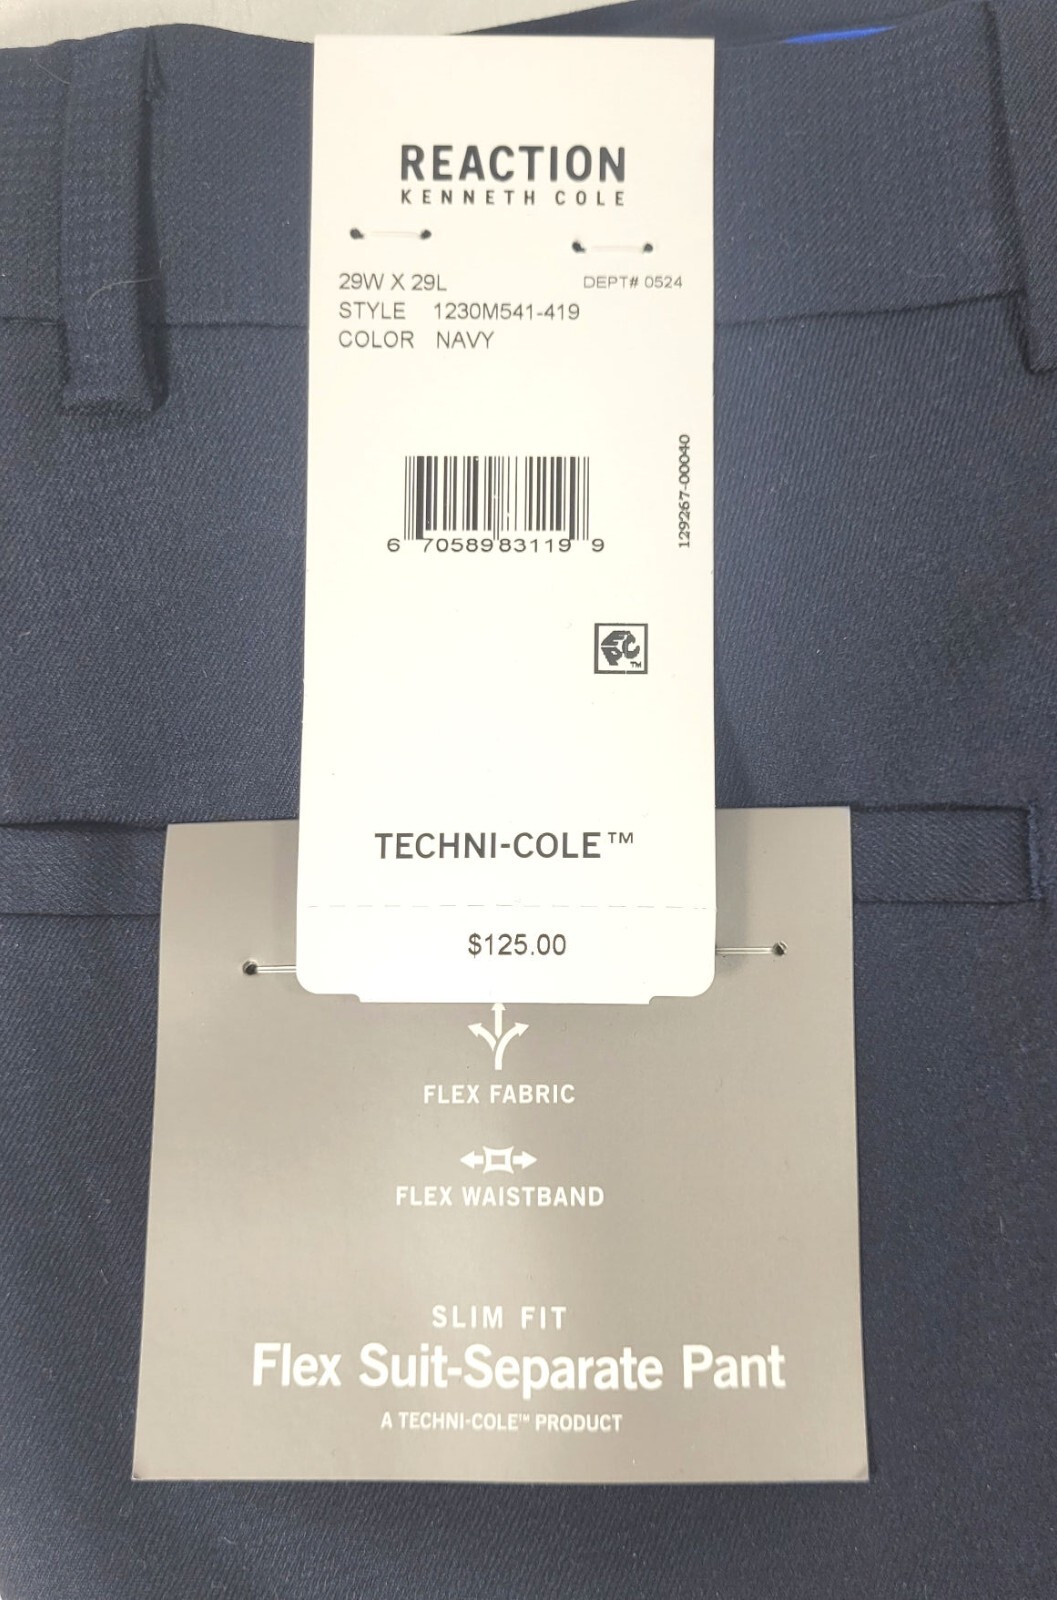 REACTION
KENNETH COLE
29W X 29L DEPT# 0524
STYLE 1230M541-419
COLOR NAVY
129267-00040
6 70589 83119 9
EPC™
TECHNI-COLE™
$125.00
FLEX FABRIC
FLEX WAISTBAND
SLIM FIT
Flex Suit-Separate Pant
A TECHNI-COLE™ PRODUCT